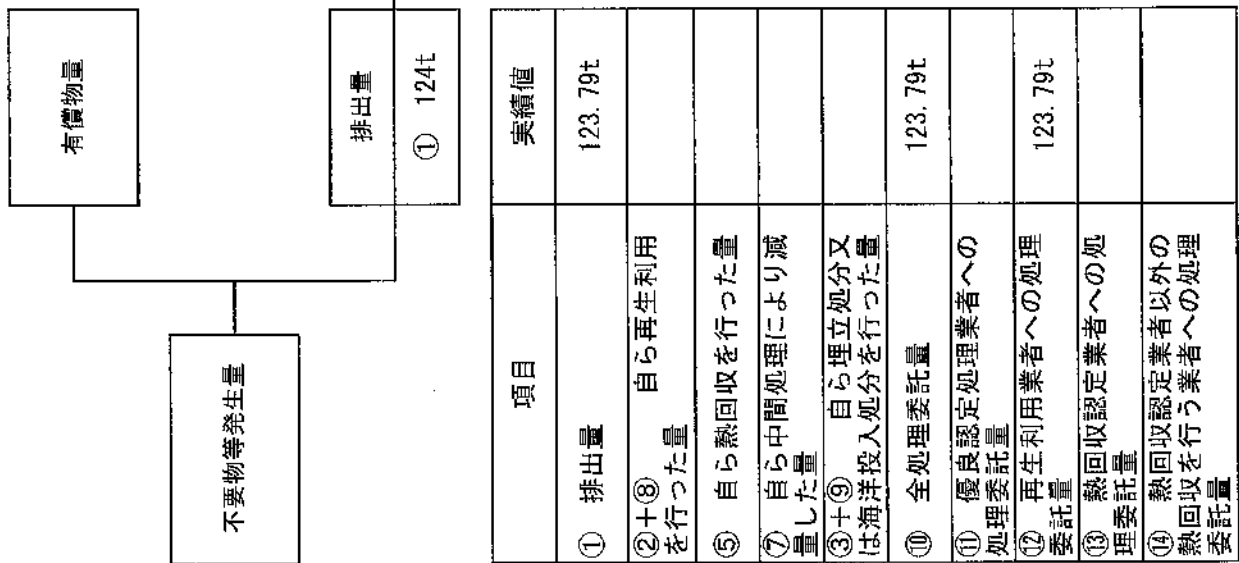 不要物等発生量
有償物量
排出量
① 124t
項目
実績値
① 排出量
123.79t
②+⑧ 自ら再生利用
を行った量
⑤ 自ら熱回収を行った量
⑦ 自ら中間処理により減
量した量
③+⑨ 自ら埋立処分又
は海洋投入処分を行った量
⑩ 全処理委託量
123.79t
⑪ 優良認定処理業者への
処理委託量
⑫ 再生利用業者への処理
委託量
123.79t
⑬ 熱回収認定業者への処
理委託量
⑭ 熱回収認定業者以外の
熱回収を行う業者への処理
委託量